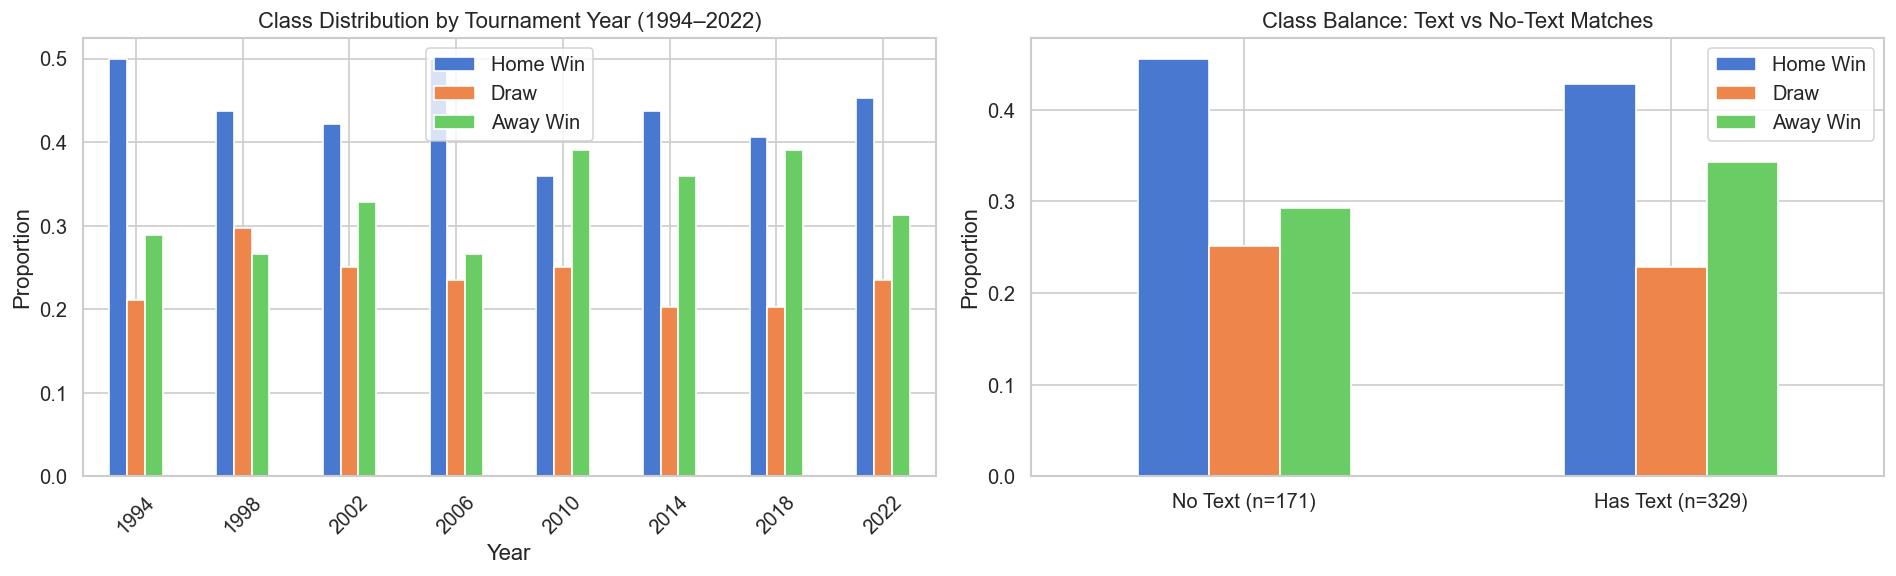 Class Distribution by Tournament Year (1994–2022)
Proportion
0.5
0.4
0.3
0.2
0.1
0.0
Home Win
Draw
Away Win
1994
1998
2002
2006
2010
2014
2018
2022
Year
Class Balance: Text vs No-Text Matches
Proportion
0.4
0.3
0.2
0.1
0.0
Home Win
Draw
Away Win
No Text (n=171)
Has Text (n=329)